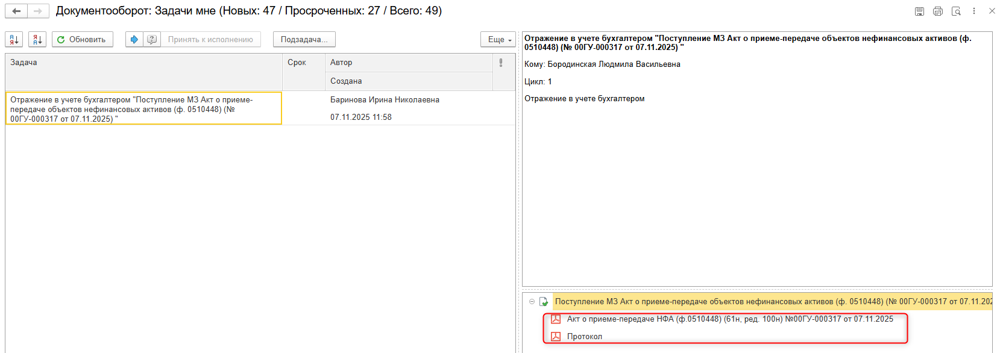 Документооборот: Задачи мне (Новых: 47 / Просроченных: 27 / Всего: 49)
Обновить
Принять к исполнению
Подзадача...
Еще
Задача
Срок
Автор
Создана
Отражение в учете бухгалтером "Поступление МЗ Акт о приеме-
передаче объектов нефинансовых активов (ф. 0510448) (№
00ГУ-000317 от 07.11.2025) "
Баринова Ирина Николаевна
07.11.2025 11:58
Отражение в учете бухгалтером "Поступление МЗ Акт о приеме-передаче объектов нефинансовых активов (ф.
0510448) (№ 00ГУ-000317 от 07.11.2025) "
Кому: Бородинская Людмила Васильевна
Цикл: 1
Отражение в учете бухгалтером
Поступление МЗ Акт о приеме-передаче объектов нефинансовых активов (ф. 0510448) (№ 00ГУ-000317 от 07.11.202
Акт о приеме-передаче НФА (ф.0510448) (61н, ред. 100н) №00ГУ-000317 от 07.11.2025
Протокол